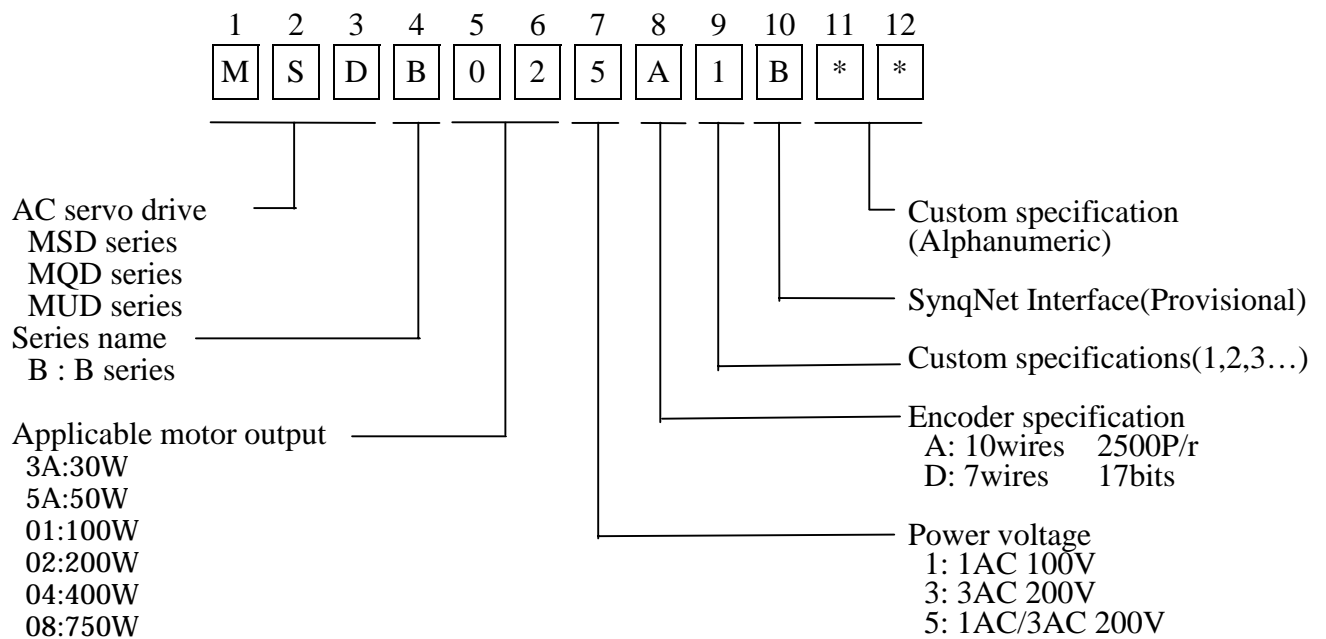 1 2 3 4 5 6 7 8 9 10 11 12
M S D B 0 2 5 A 1 B * *
AC servo drive
MSD series
MQD series
MUD series
Series name
B : B series
Applicable motor output
3A:30W
5A:50W
01:100W
02:200W
04:400W
08:750W
Custom specification
(Alphanumeric)
SynqNet Interface(Provisional)
Custom specifications(1,2,3…)
Encoder specification
A: 10wires 2500P/r
D: 7wires 17bits
Power voltage
1: 1AC 100V
3: 3AC 200V
5: 1AC/3AC 200V